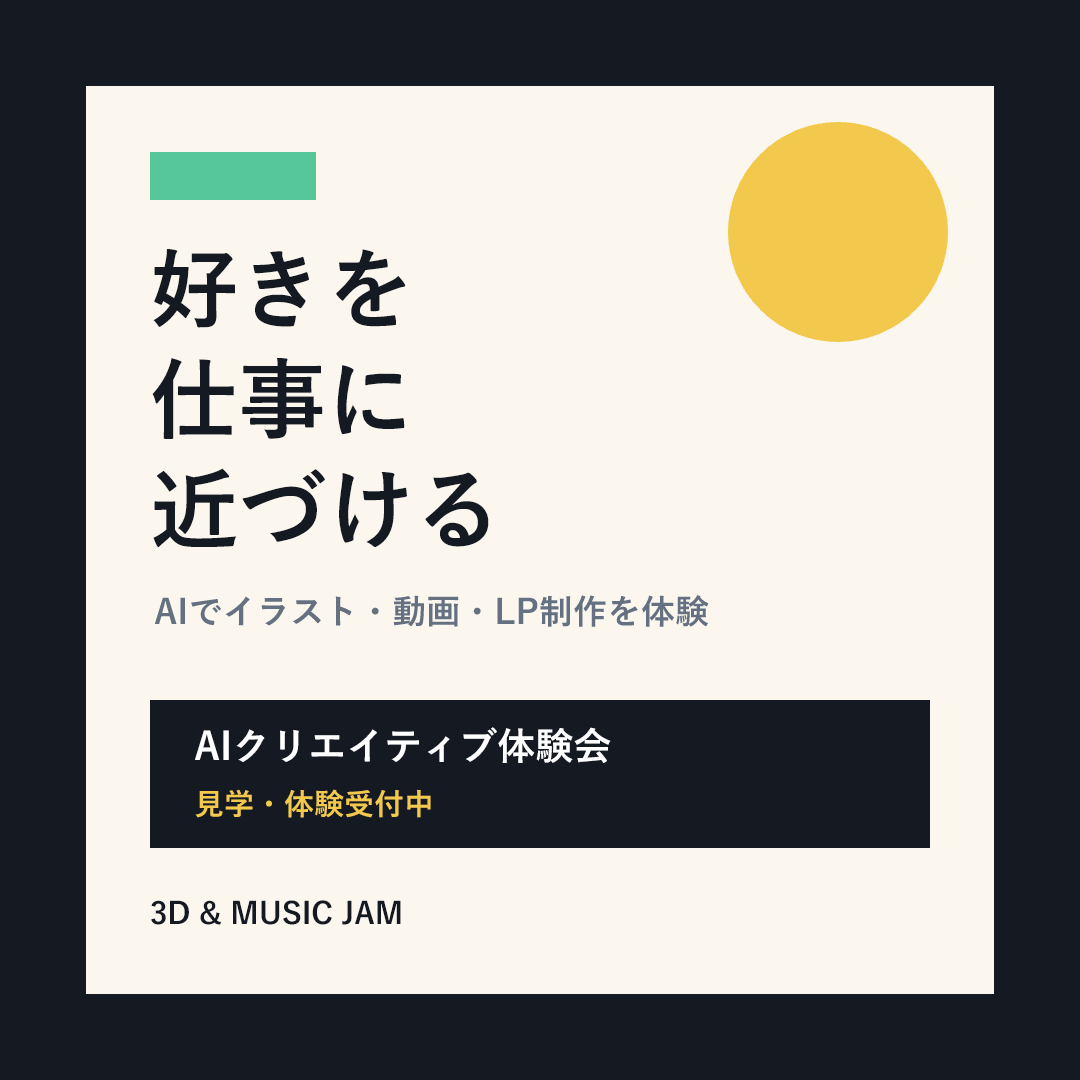 好きを
仕事に
近づける
AIでイラスト・動画・LP制作を体験
AIクリエイティブ体験会
見学・体験受付中
3D & MUSIC JAM